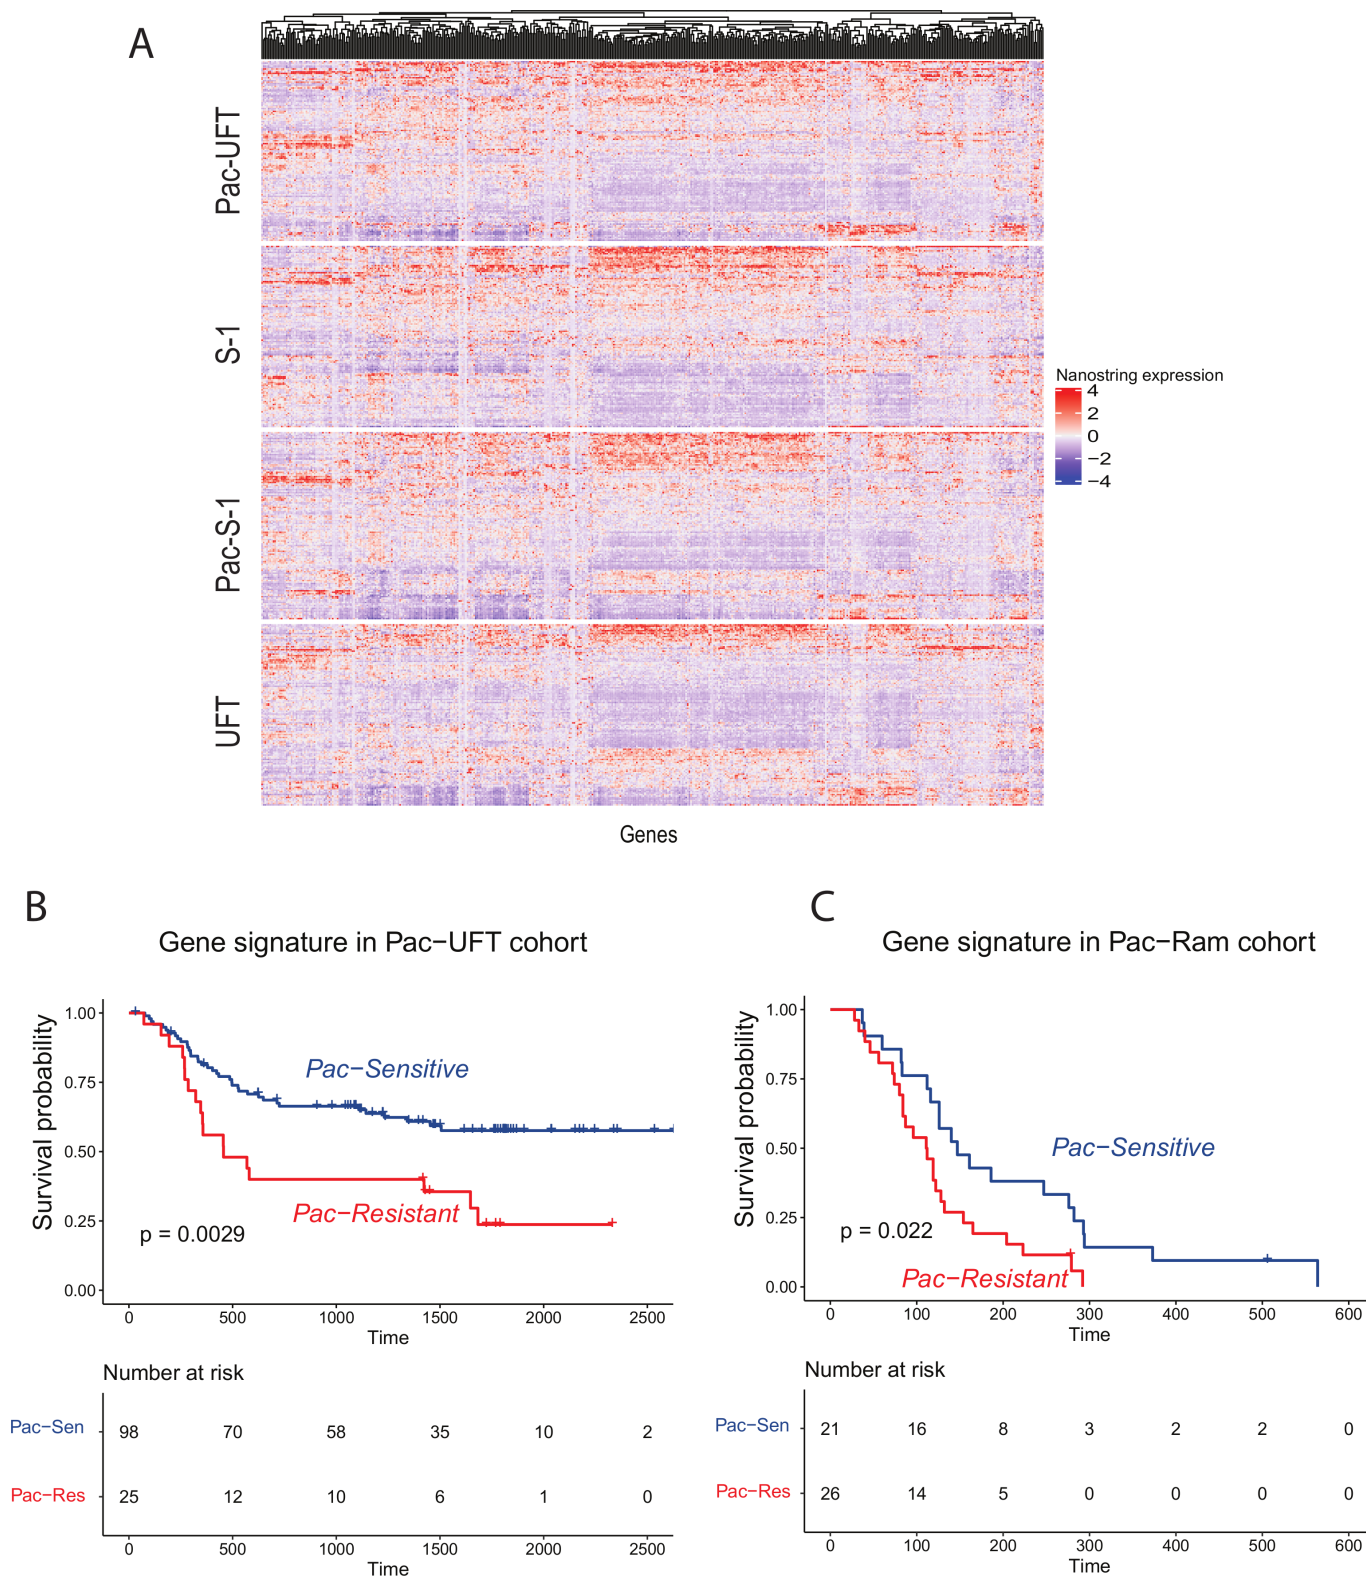 A
Pac-UFT
S-1
Pac-S-1
UFT
Nanostring expression
4
2
0
−2
−4
Genes
B
Gene signature in Pac−UFT cohort
Survival probability
1.00
0.75
0.50
0.25
0.00
Pac−Sensitive
Pac−Resistant
p = 0.0029
0 500 1000 1500 2000 2500
Time
Number at risk
Pac−Sen 98 70 58 35 10 2
Pac−Res 25 12 10 6 1 0
0 500 1000 1500 2000 2500
Time
C
Gene signature in Pac−Ram cohort
Survival probability
1.00
0.75
0.50
0.25
0.00
Pac−Sensitive
p = 0.022
Pac−Resistant
0 100 200 300 400 500 600
Time
Number at risk
Pac−Sen 21 16 8 3 2 2 0
Pac−Res 26 14 5 0 0 0 0
0 100 200 300 400 500 600
Time